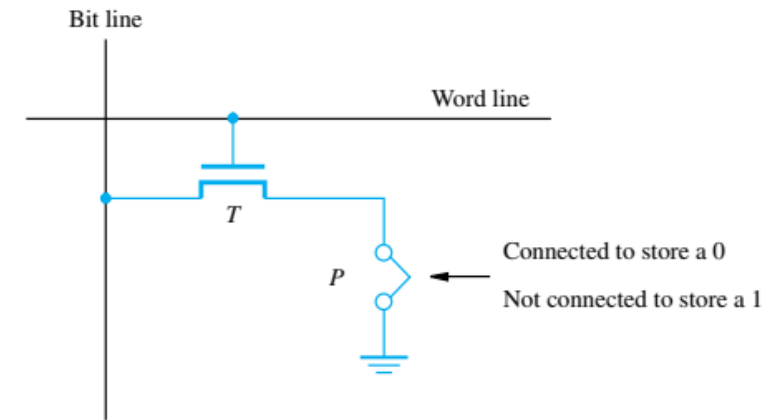 Bit line
Word line
T
P
Connected to store a 0
Not connected to store a 1